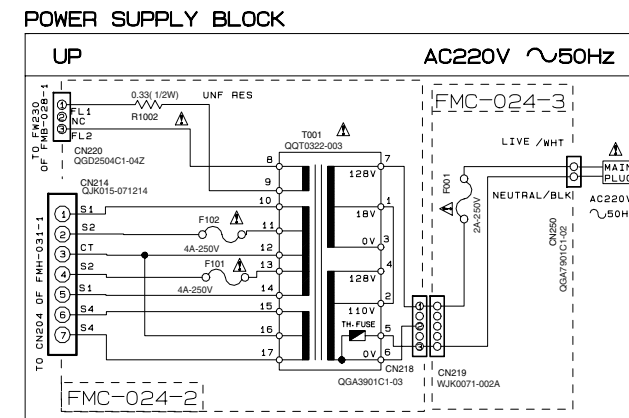 POWER SUPPLY BLOCK
UP
AC220V ∿50Hz
0.33( 1/2W)
UNF RES
R1002
FL1
NC
FL2
1
2
3
TO FW230
OF FMB-028-1
CN220
QGD2504C1-04Z
CN214
QJK015-071214
T001
QQT0322-003
FMC-024-3
LIVE /WHT
MAIN
PLUG
NEUTRAL/BLK
AC220V
∿50H
F001
2A-250V
CN250
QGA7901C1-02
TO CN204 OF FMH-031-1
1 S1
2 S2
3 CT
4 S2
5 S1
6 S4
7 S4
F102
4A-250V
F101
4A-250V
8
9
10
11
12
13
14
15
16
17
7
128V
1
18V
0V 3
4
128V
2
110V
TH.FUSE
5
0V 6
1
2
3
CN218
QGA3901C1-03
CN219
WJK0071-002A
FMC-024-2